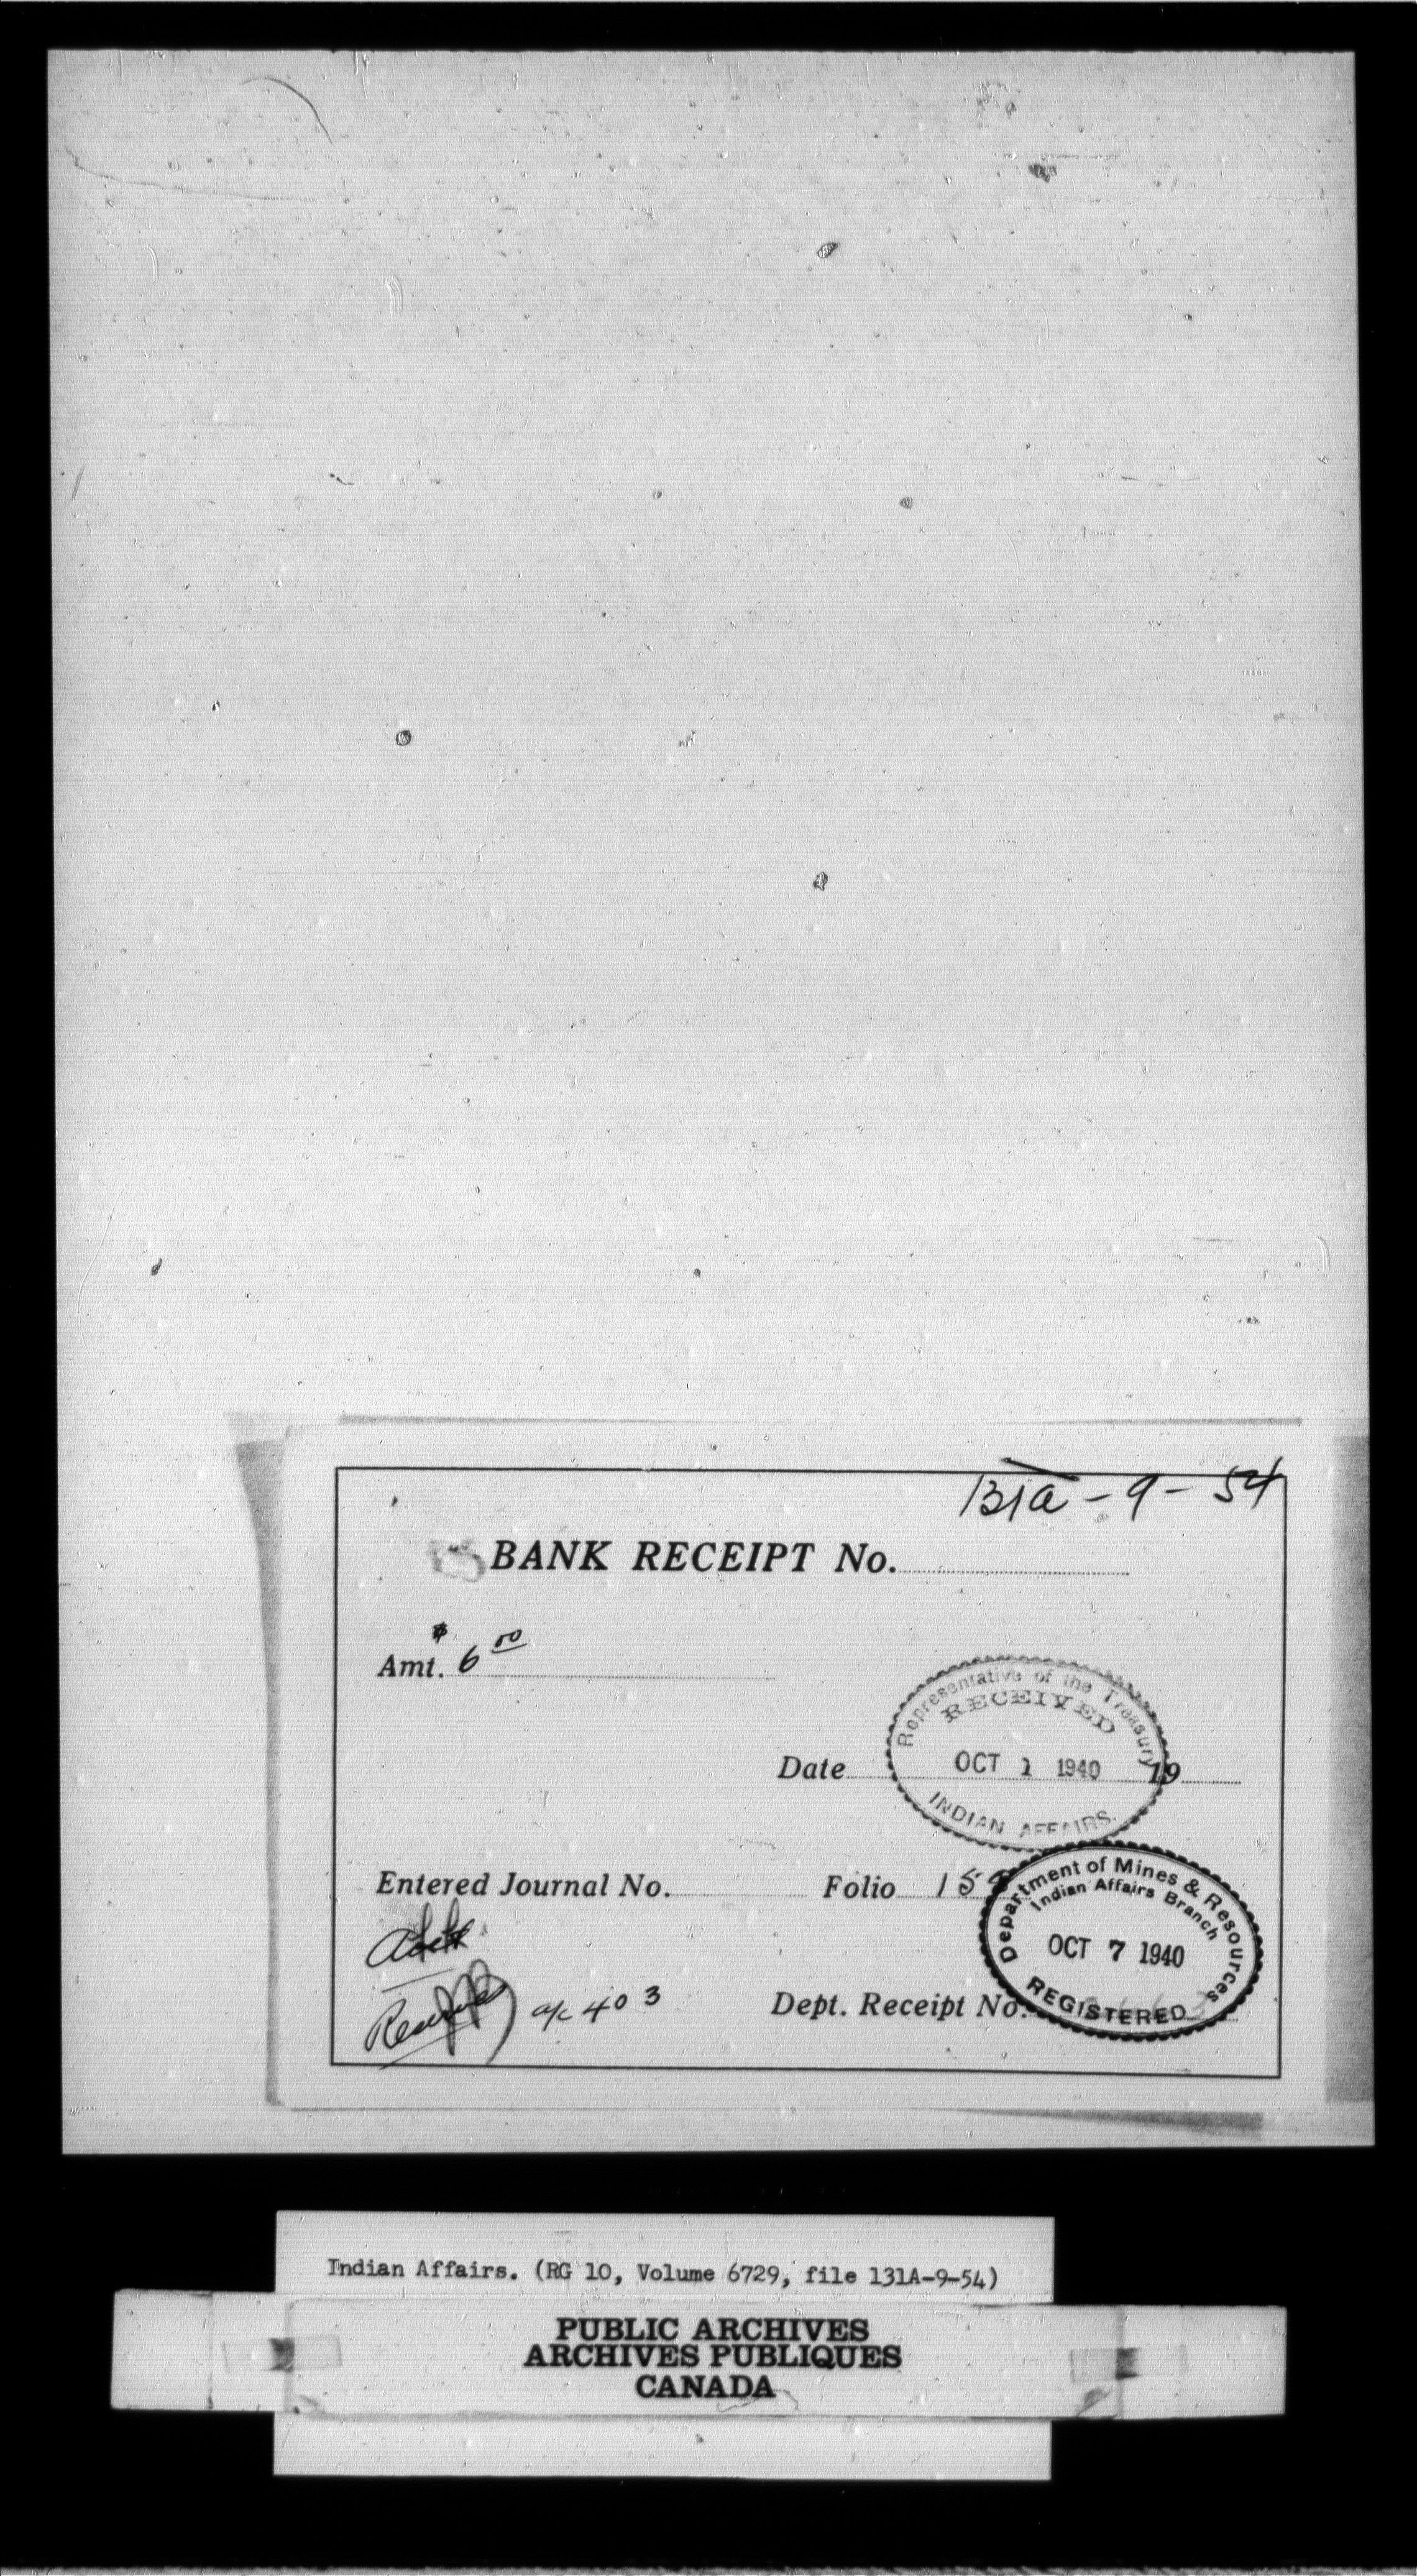 131a - 9 - 54
BANK RECEIPT No.
Amt. $ 6 00
Representative of the Treasury
RECEIVED
Date OCT 1 1940 19
INDIAN AFFAIRS.
Entered Journal No. Folio 15
Department of Mines & Resources
Indian Affairs Branch
OCT 7 1940
REGISTERED
a/c 403 Dept. Receipt No.
Indian Affairs. (RG 10, Volume 6729, file 131A-9-54)
PUBLIC ARCHIVES
ARCHIVES PUBLIQUES
CANADA